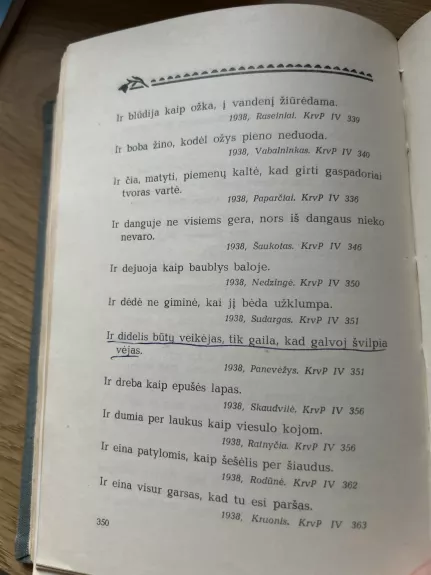 Ir blūdija kaip ožka, į vandenį žiūrėdama.
1938, Raseiniai. KrvP IV 339
Ir boba žino, kodėl ožys pieno neduoda.
1938, Vabalninkas. KrvP IV 340
Ir čia, matyti, piemenų kaltė, kad girti gaspadoriai
tvoras vartė.
1938, Paparčiai. KrvP IV 336
Ir danguje ne visiems gera, nors iš dangaus nieko
nevaro.
1938, Šaukotas. KrvP IV 346
Ir dejuoja kaip baublys baloje.
1938, Nedzingė. KrvP IV 350
Ir dėdė ne giminė, kai jį bėda užklumpa.
1938, Sudargas. KrvP IV 351
Ir didelis būtų veikėjas, tik gaila, kad galvoj švilpia
vėjas.
1938, Panevėžys. KrvP IV 351
Ir dreba kaip epušės lapas.
1938, Skaudvilė. KrvP IV 356
Ir dumia per laukus kaip viesulo kojom.
1938, Ratnyčia. KrvP IV 356
Ir eina patylomis, kaip šešėlis per šiaudus.
1938, Rodūnė. KrvP IV 362
Ir eina visur garsas, kad tu esi paršas.
1938, Kruonis. KrvP IV 363
350